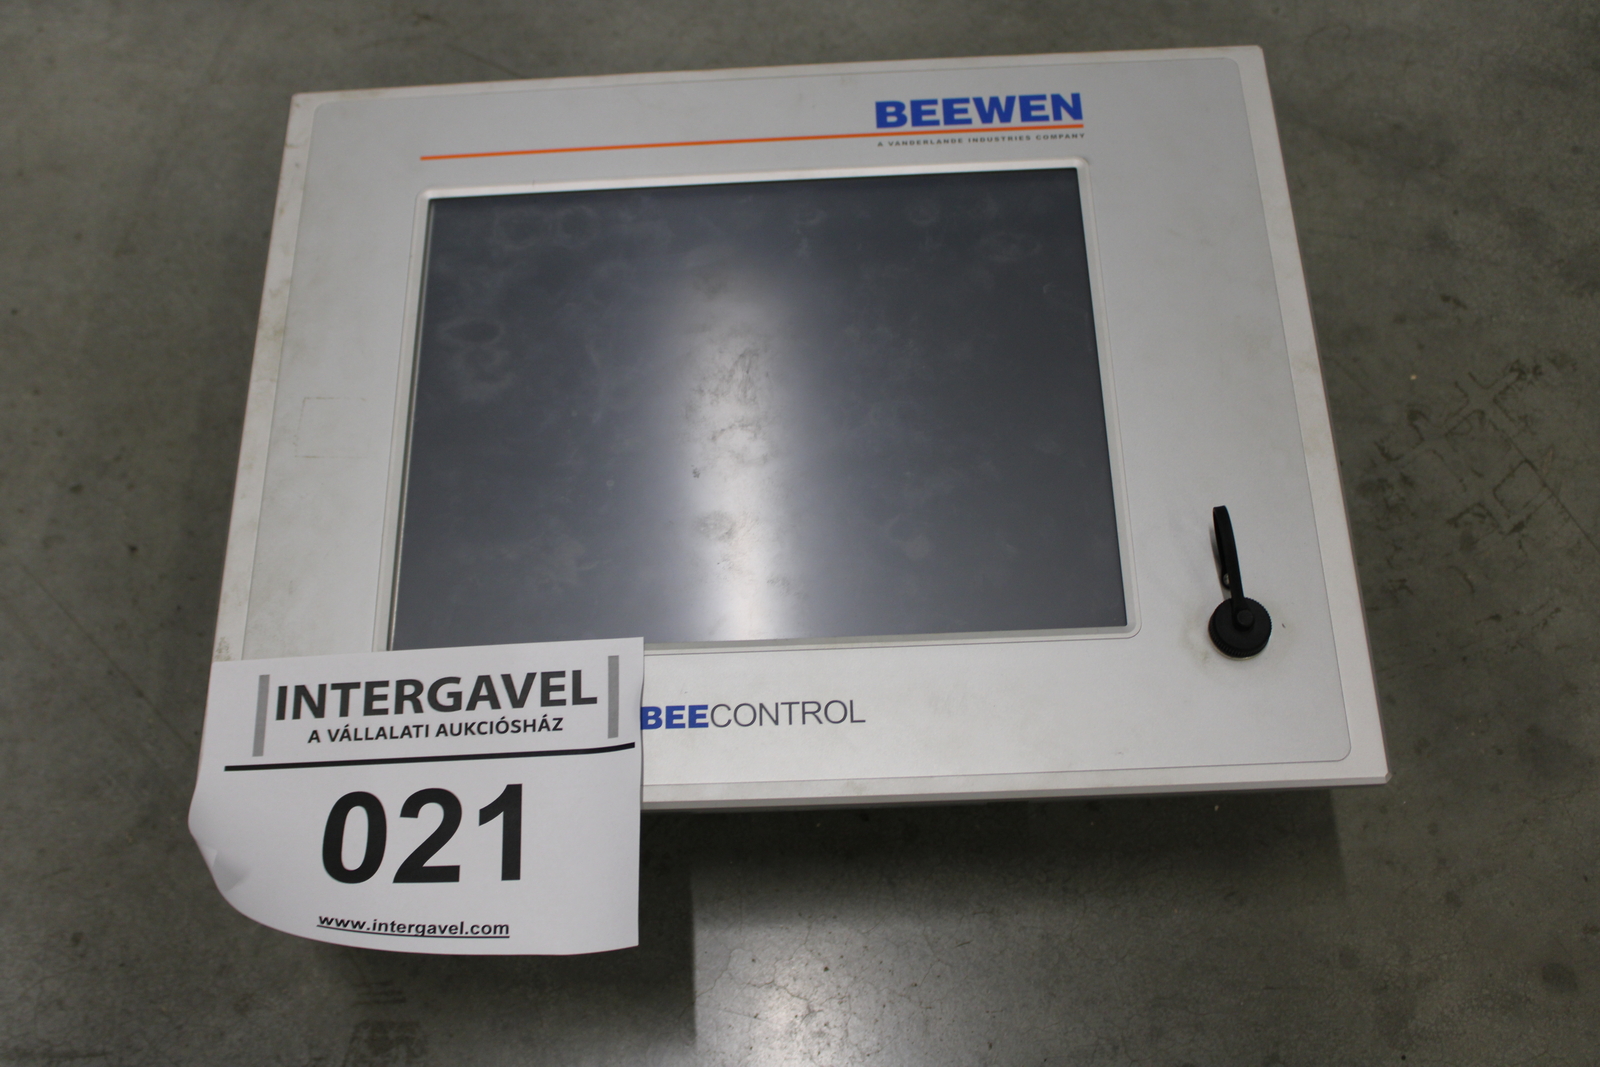 BEEWEN
A VANDERLANDE INDUSTRIES COMPANY
BEECONTROL
INTERGAVEL
A VÁLLALATI AUKCIÓSHÁZ
021
www.intergavel.com